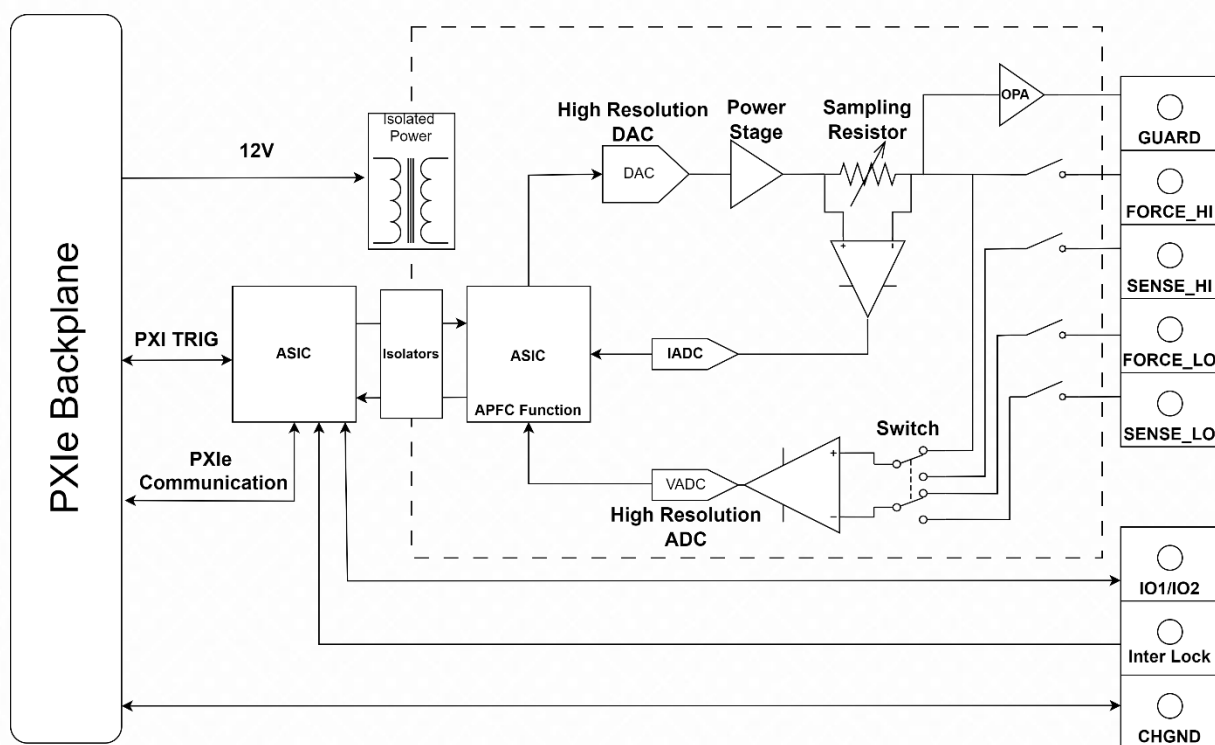 PXIe Backplane
12V
Isolated
Power
High Resolution
DAC
DAC
Power
Stage
Sampling
Resistor
OPA
GUARD
FORCE_HI
SENSE_HI
FORCE_LO
SENSE_LO
PXI TRIG
ASIC
Isolators
ASIC
APFC Function
IADC
+
-
PXIe
Communication
VADC
High Resolution
ADC
+
−
Switch
IO1/IO2
Inter Lock
CHGND